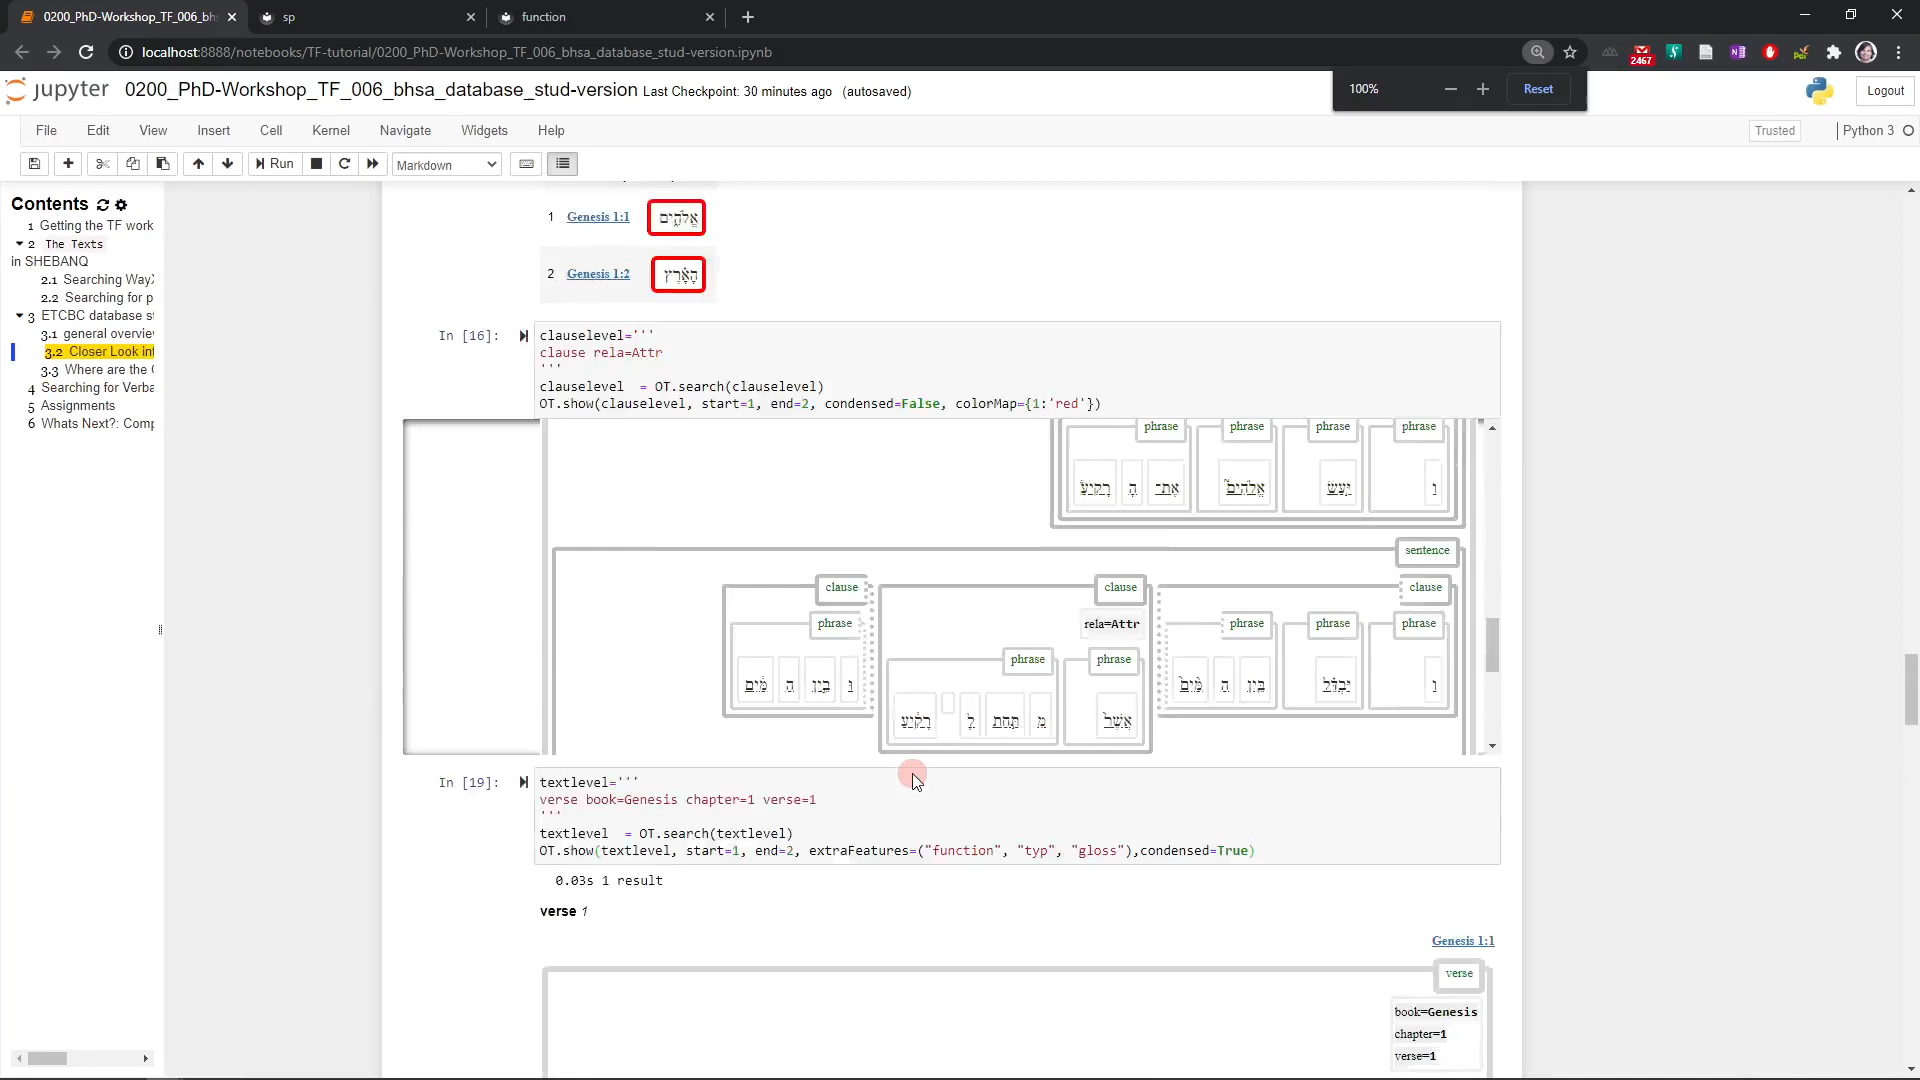 0200_PhD-Workshop_TF_006_bh
sp
function
localhost:8888/notebooks/TF-tutorial/0200_PhD-Workshop_TF_006_bhsa_database_stud-version.ipynb
2467
jupyter 0200_PhD-Workshop_TF_006_bhsa_database_stud-version Last Checkpoint: 30 minutes ago (autosaved)
100% Reset
Logout
File Edit View Insert Cell Kernel Navigate Widgets Help
Trusted Python 3
Run Markdown
Contents
1 Getting the TF work
2 The Texts
in SHEBANQ
2.1 Searching Way
2.2 Searching for p
3 ETCBC database s
3.1 general overvie
3.2 Closer Look in
3.3 Where are the
4 Searching for Verba
5 Assignments
6 Whats Next?: Comp
1 Genesis 1:1 אֱלֹהִ֑ים
2 Genesis 1:2 הָאָ֗רֶץ
In [16]:
clauselevel='''
clause rela=Attr
'''
clauselevel = OT.search(clauselevel)
OT.show(clauselevel, start=1, end=2, condensed=False, colorMap={1:'red'})
phrase phrase phrase phrase
ו יַּ֣עַשׂ אֱלֹהִים֮ אֶת־ הָ רָקִיעַ֒
sentence
clause clause clause
phrase rela=Attr phrase phrase phrase
phrase phrase
ו יַּבְדֵּ֗ל בֵּ֤ין הַ מַּ֙יִם֙
אֲשֶׁר֙ מִ תַּ֣חַת לָ רָקִ֔יעַ
וּ בֵ֣ין הַ מַּ֔יִם
In [19]:
textlevel='''
verse book=Genesis chapter=1 verse=1
'''
textlevel = OT.search(textlevel)
OT.show(textlevel, start=1, end=2, extraFeatures=("function", "typ", "gloss"),condensed=True)
0.03s 1 result
verse 1
Genesis 1:1
verse
book=Genesis
chapter=1
verse=1